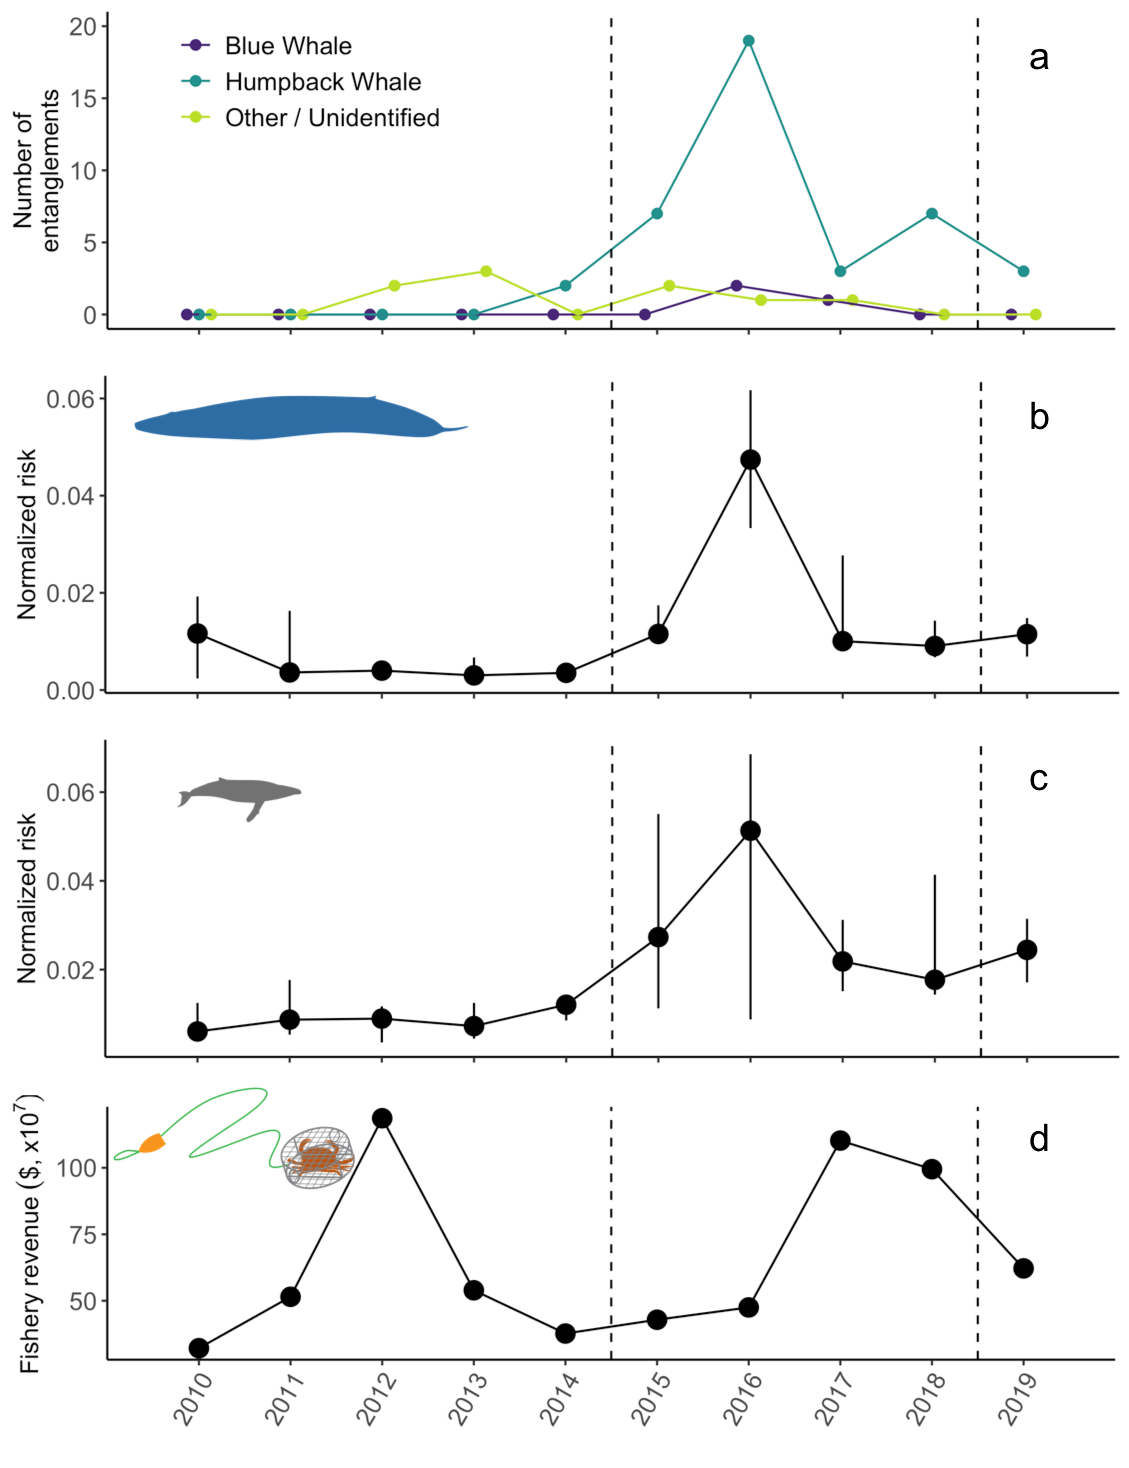 20
15
10
5
0
Number of
entanglements
Blue Whale
Humpback Whale
Other / Unidentified
a
0.06
0.04
0.02
0.00
Normalized risk
b
0.06
0.04
0.02
Normalized risk
c
100
75
50
Fishery revenue ($, x10⁷)
d
2010 2011 2012 2013 2014 2015 2016 2017 2018 2019